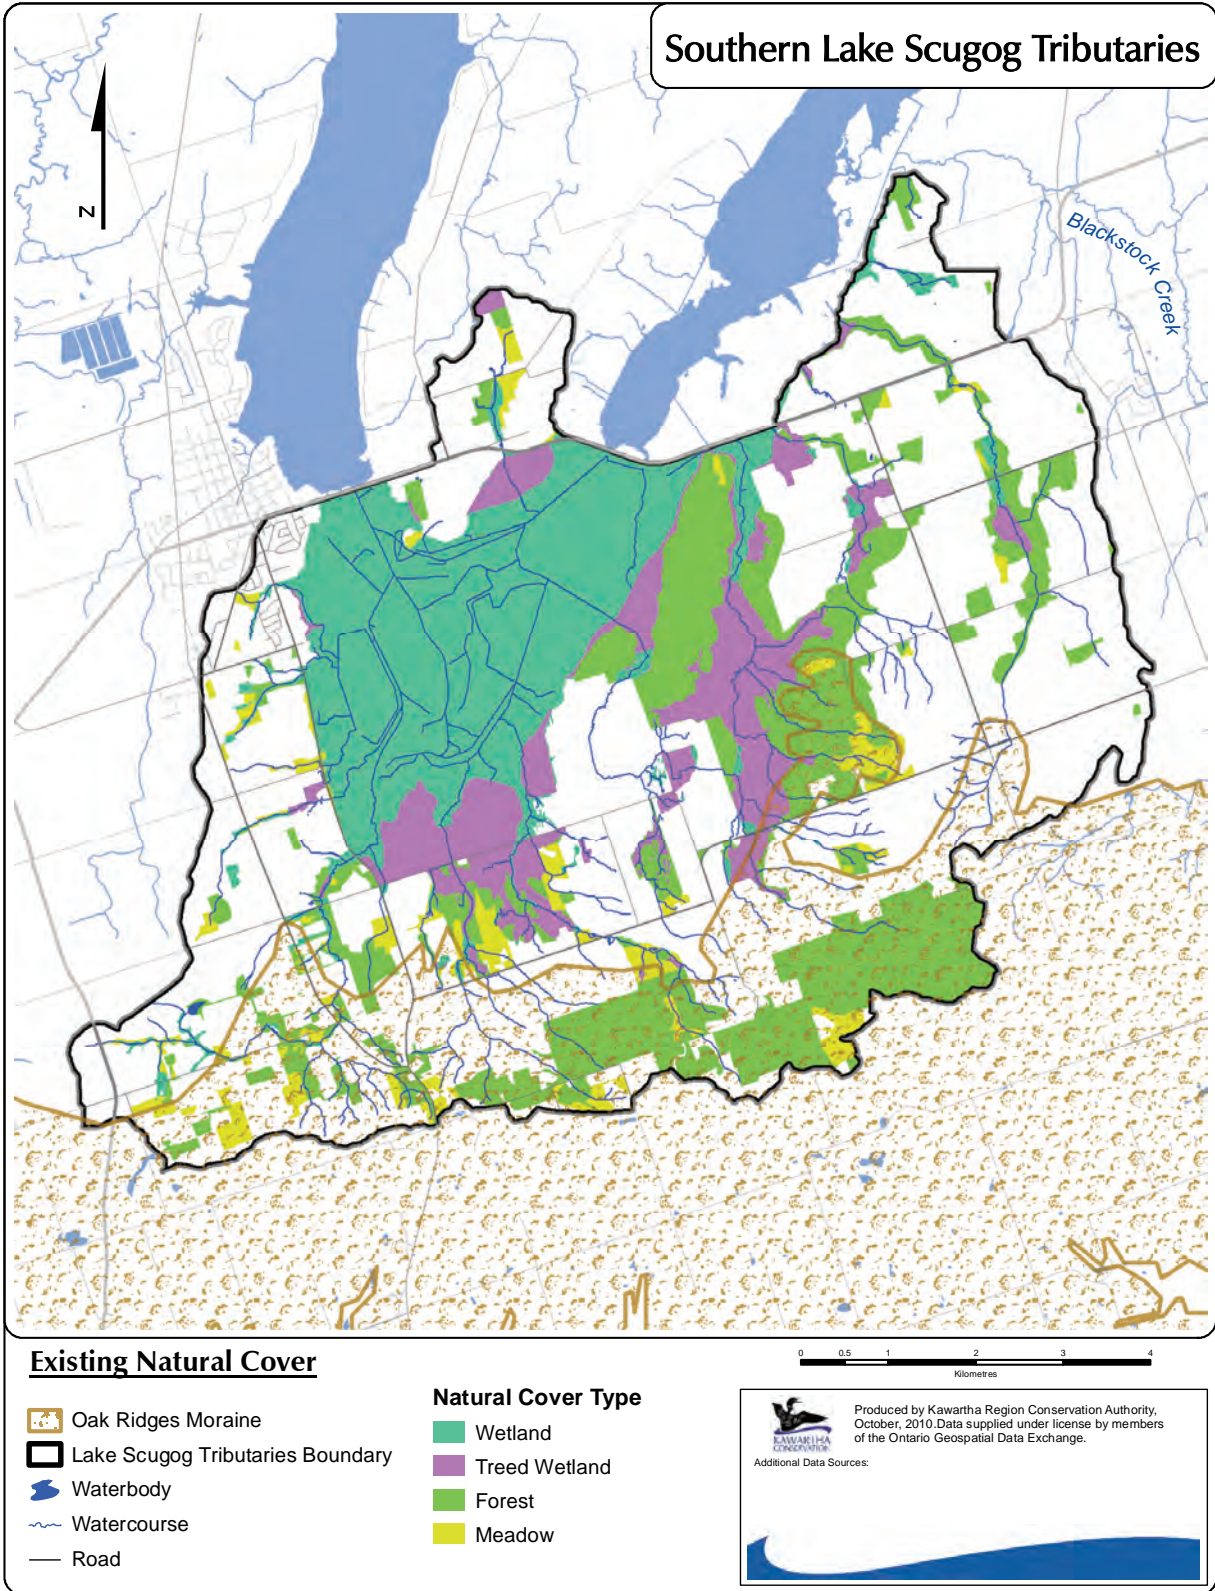 Southern Lake Scugog Tributaries
N
Blackstock Creek
Existing Natural Cover
Oak Ridges Moraine
Lake Scugog Tributaries Boundary
Waterbody
Watercourse
Road
Natural Cover Type
Wetland
Treed Wetland
Forest
Meadow
0 0.5 1 2 3 4
Kilometres
KAWARTHA
CONSERVATION
Produced by Kawartha Region Conservation Authority,
October, 2010.Data supplied under license by members
of the Ontario Geospatial Data Exchange.
Additional Data Sources: